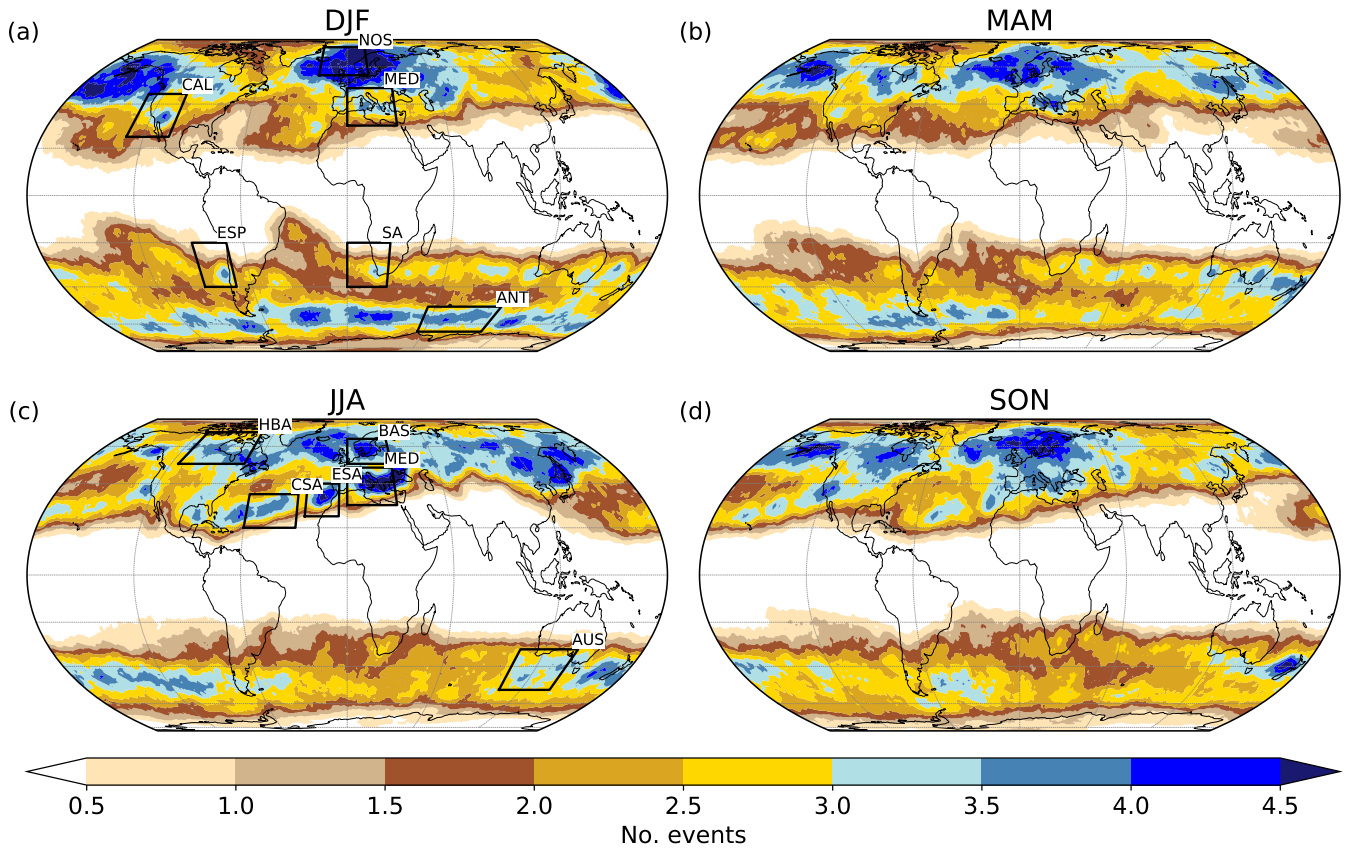 (a)
DJF
NOS
MED
CAL
ESP
SA
ANT
(b)
MAM
(c)
JJA
HBA
BAS
MED
ESA
CSA
AUS
(d)
SON
0.5 1.0 1.5 2.0 2.5 3.0 3.5 4.0 4.5
No. events